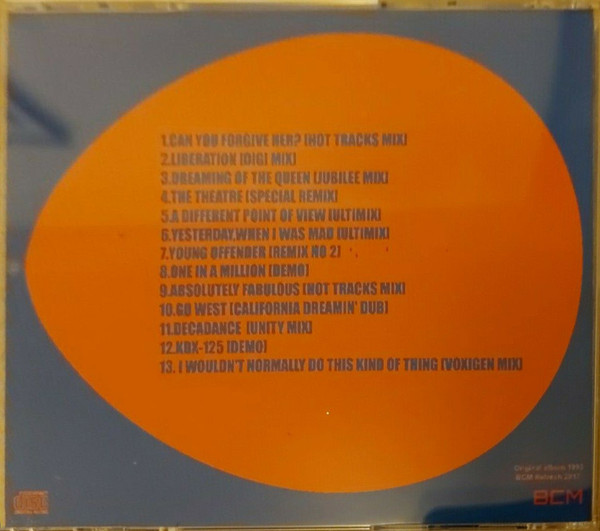 1.CAN YOU FORGIVE HER? [HOT TRACKS MIX]
2.LIBERATION [DIGI MIX]
3.DREAMING OF THE QUEEN [JUBILEE MIX]
4.THE THEATRE [SPECIAL REMIX]
5.A DIFFERENT POINT OF VIEW [ULTIMIX]
6.YESTERDAY,WHEN I WAS MAD [ULTIMIX]
7.YOUNG OFFENDER [REMIX NO 2]
8.ONE IN A MILLION [DEMO]
9.ABSOLUTELY FABULOUS [HOT TRACKS MIX]
10.GO WEST [CALIFORNIA DREAMIN' DUB]
11.DECADANCE [UNITY MIX]
12.KDX-125 [DEMO]
13. I WOULDN'T NORMALLY DO THIS KIND OF THING [VOXIGEN MIX]
Original album 1993
BCM
BCM